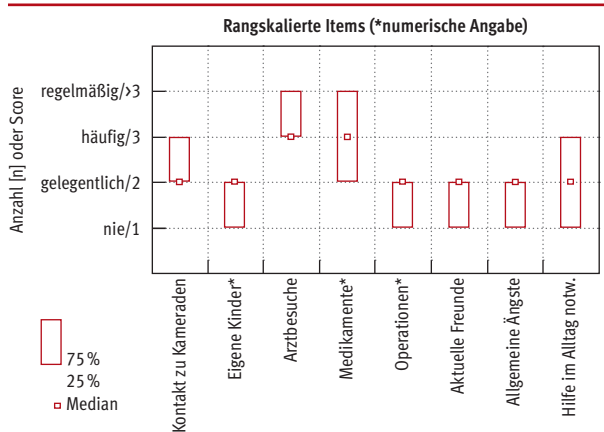 Rangskalierte Items (*numerische Angabe)
Anzahl [n] oder Score
regelmäßig/>3
häufig/3
gelegentlich/2
nie/1
Kontakt zu Kameraden
Eigene Kinder*
Arztbesuche
Medikamente*
Operationen*
Aktuelle Freunde
Allgemeine Ängste
Hilfe im Alltag notw.
75 %
25 %
Median